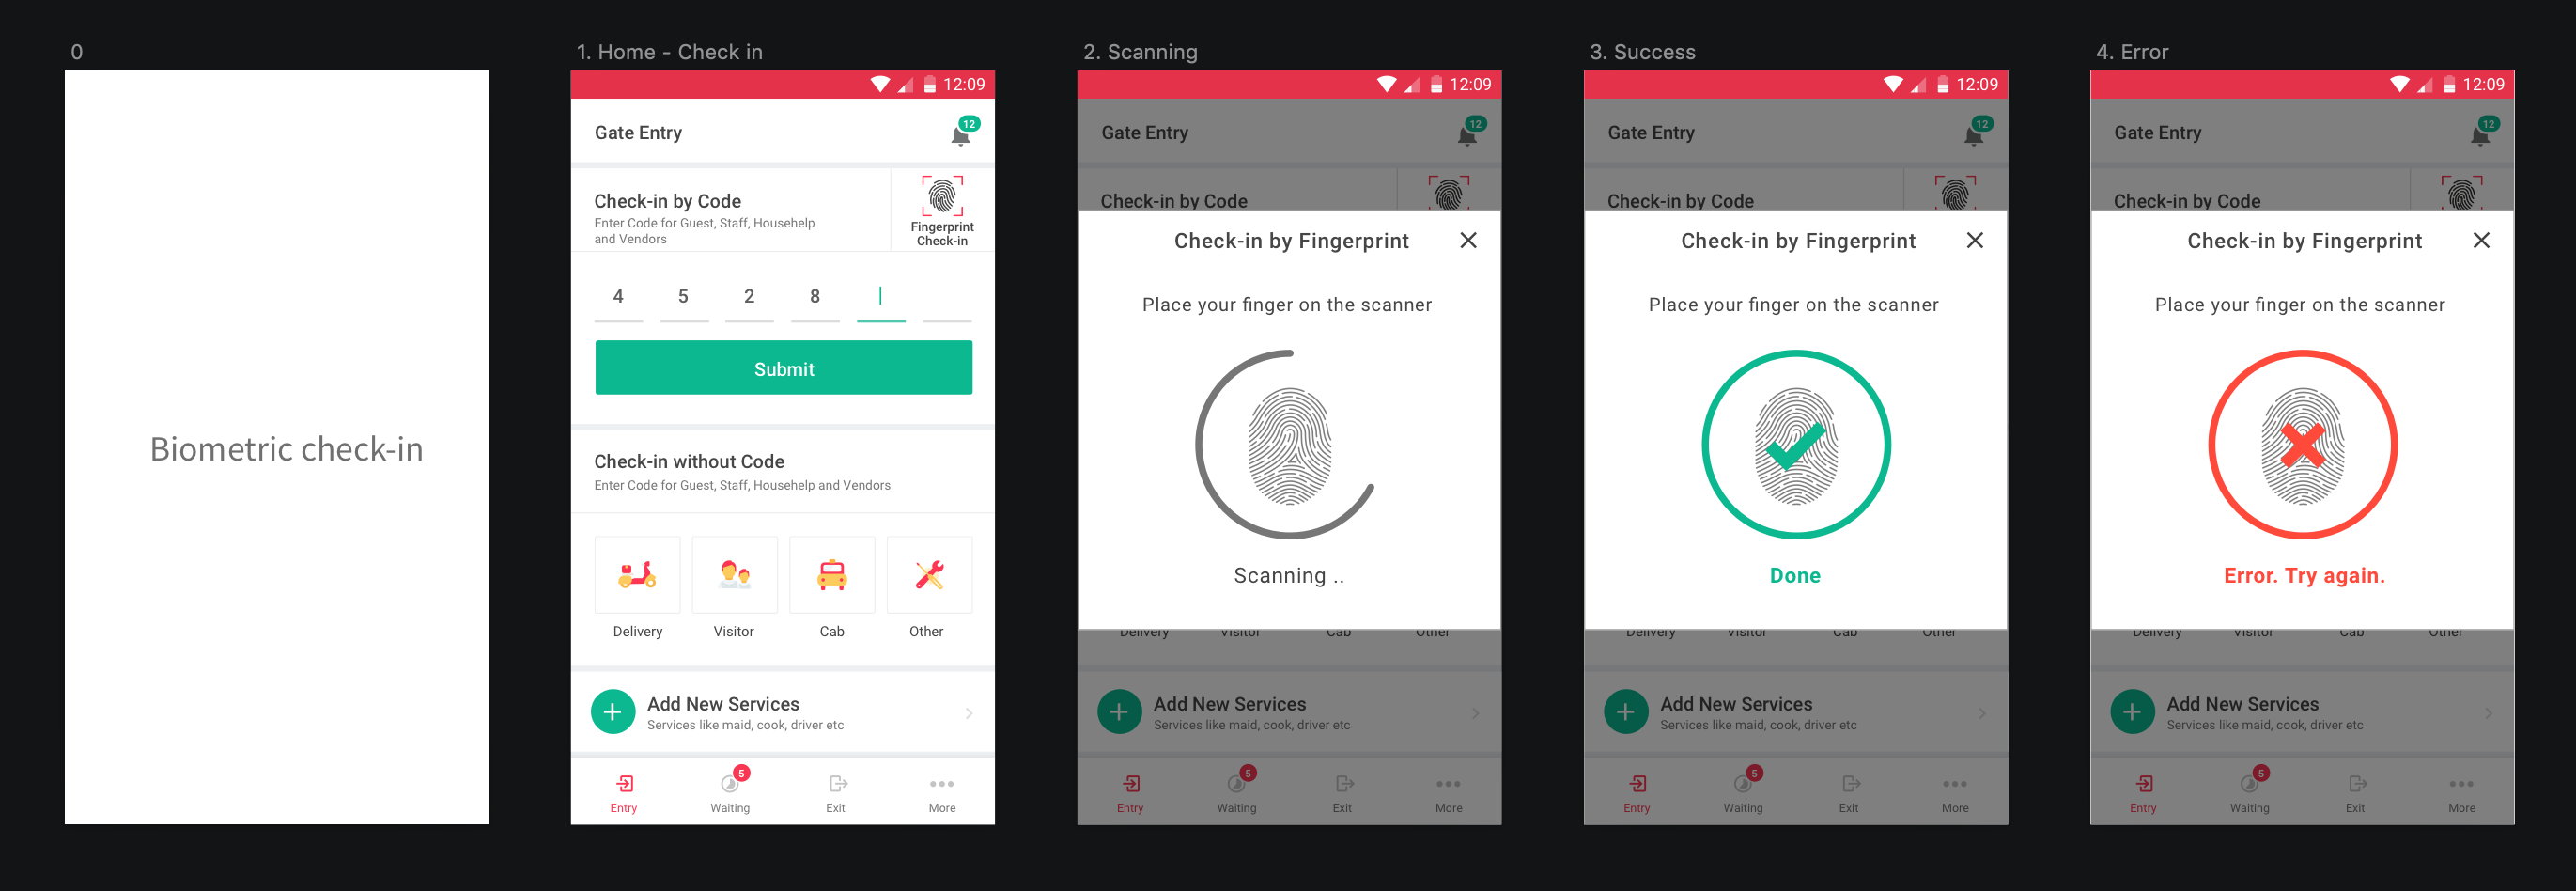 0
Biometric check-in
1. Home - Check in
12:09
Gate Entry
12
Check-in by Code
Enter Code for Guest, Staff, Househelp
and Vendors
Fingerprint
Check-in
4 5 2 8
Submit
Check-in without Code
Enter Code for Guest, Staff, Househelp and Vendors
Delivery Visitor Cab Other
Add New Services
Services like maid, cook, driver etc
5
Entry Waiting Exit More
2. Scanning
12:09
Gate Entry
12
Check-in by Code
Check-in by Fingerprint
Place your finger on the scanner
Scanning ..
Delivery Visitor Cab Other
Add New Services
Services like maid, cook, driver etc
5
Entry Waiting Exit More
3. Success
12:09
Gate Entry
12
Check-in by Code
Check-in by Fingerprint
Place your finger on the scanner
Done
Delivery Visitor Cab Other
Add New Services
Services like maid, cook, driver etc
5
Entry Waiting Exit More
4. Error
12:09
Gate Entry
12
Check-in by Code
Check-in by Fingerprint
Place your finger on the scanner
Error. Try again.
Delivery Visitor Cab Other
Add New Services
Services like maid, cook, driver etc
5
Entry Waiting Exit More